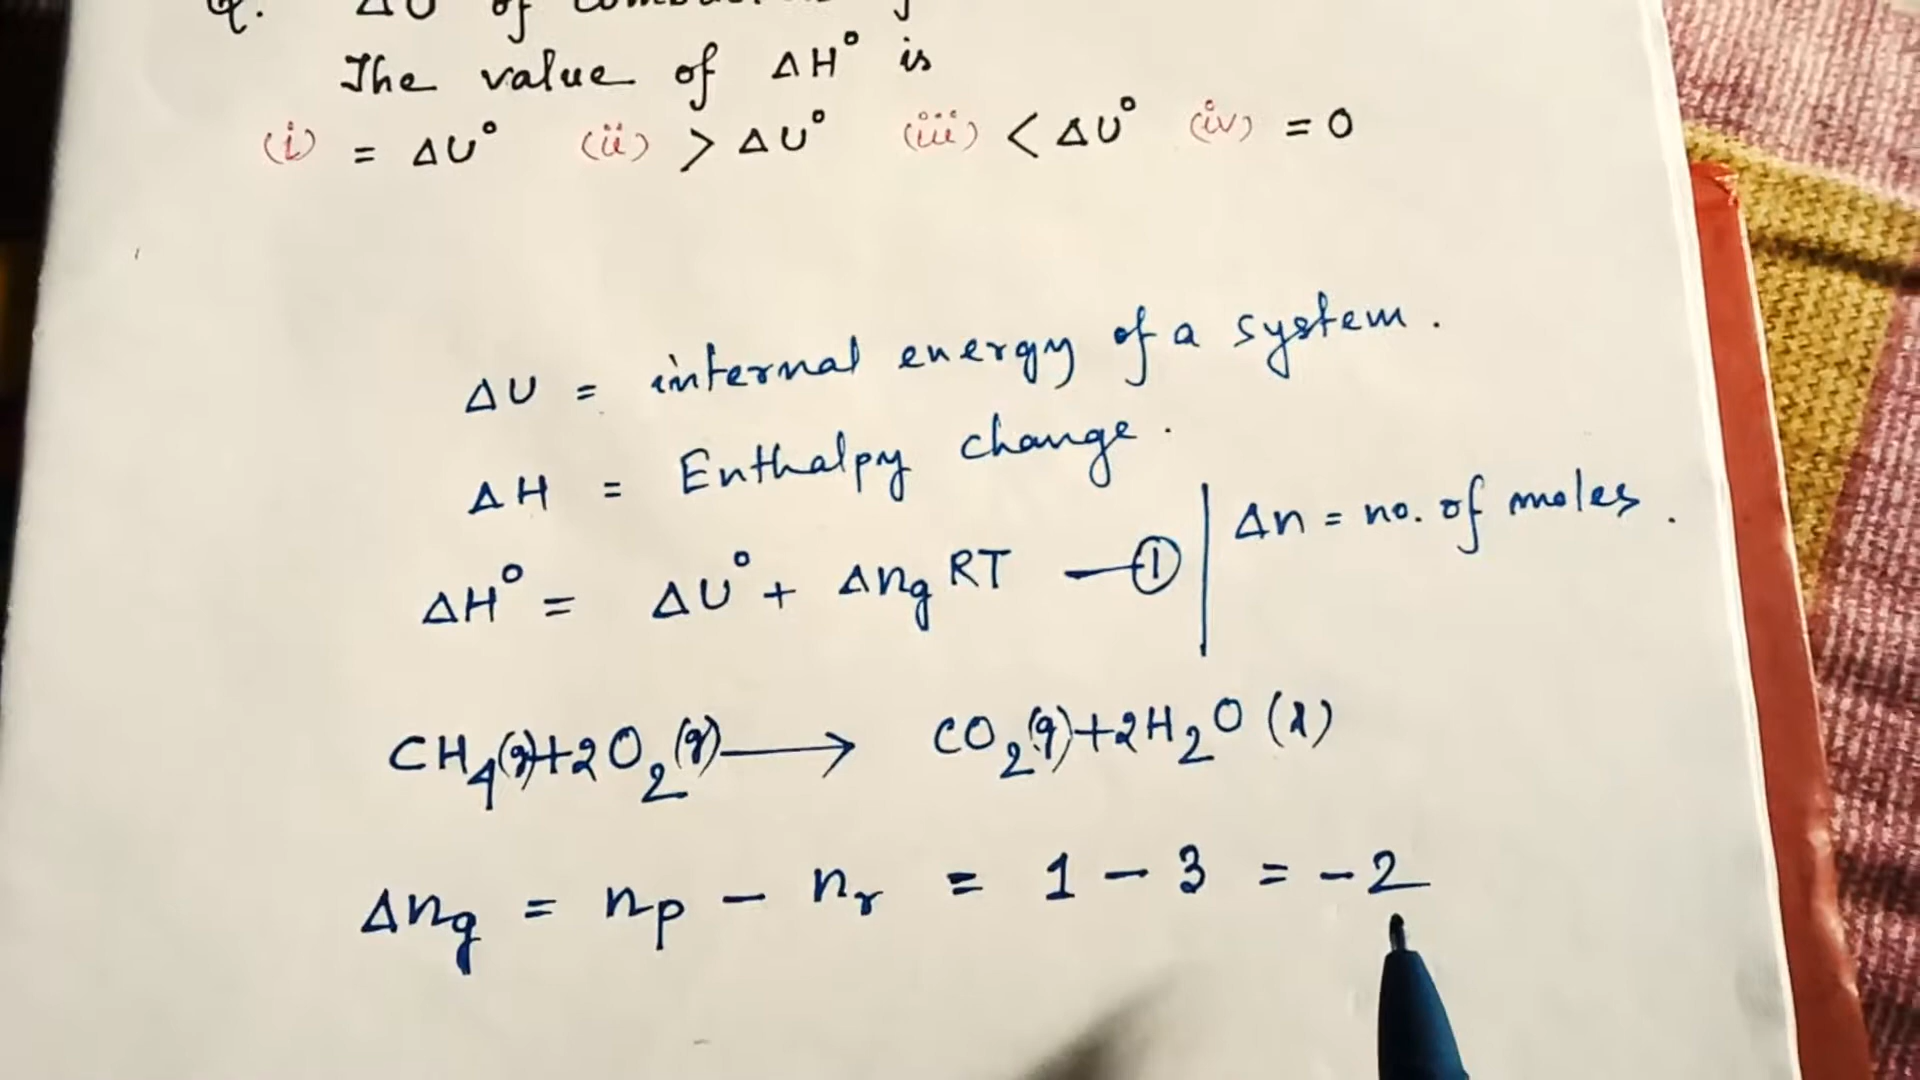 Q. ΔU of
The value of ΔH° is
(i) = ΔU° (ii) > ΔU° (iii) < ΔU° (iv) = 0
ΔU = internal energy of a system.
ΔH = Enthalpy change.
Δn = no. of moles.
ΔH° = ΔU° + Δng RT —①
CH4(g)+2O2(g) ⟶ CO2(g)+2H2O (l)
Δng = np - nr = 1 - 3 = -2